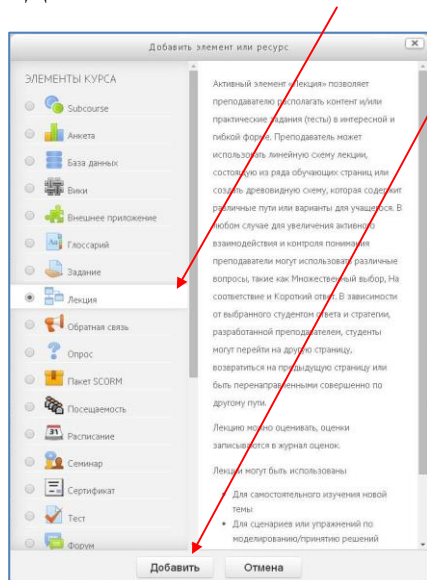 Добавить элемент или ресурс
ЭЛЕМЕНТЫ КУРСА
Subcourse
Анкета
База данных
Вики
Внешнее приложение
Глоссарий
Задание
Лекция
Обратная связь
Опрос
Пакет SCORM
Посещаемость
Расписание
Семинар
Сертификат
Тест
Форум
Активный элемент «Лекция» позволяет
преподавателю располагать контент и/или
практические задания (тесты) в интересной и
гибкой форме. Преподаватель может
использовать линейную схему лекции,
состоящую из ряда обучающих страниц или
создать древовидную схему, которая содержит
различные пути или варианты для учащегося. В
любом случае для увеличения активного
взаимодействия и контроля понимания
преподаватели могут использовать различные
вопросы, такие как Множественный выбор, На
соответствие и Короткий ответ. В зависимости
от выбранного студентом ответа и стратегии,
разработанной преподавателем, студенты
могут перейти на другую страницу,
возвратиться на предыдущую страницу или
быть перенаправленными совершенно по
другому пути.
Лекцию можно оценивать, оценки
записываются в журнал оценок.
Лекции могут быть использованы
Для самостоятельного изучения новой
темы
Для сценариев или упражнений по
моделированию/принятию решений
Добавить Отмена